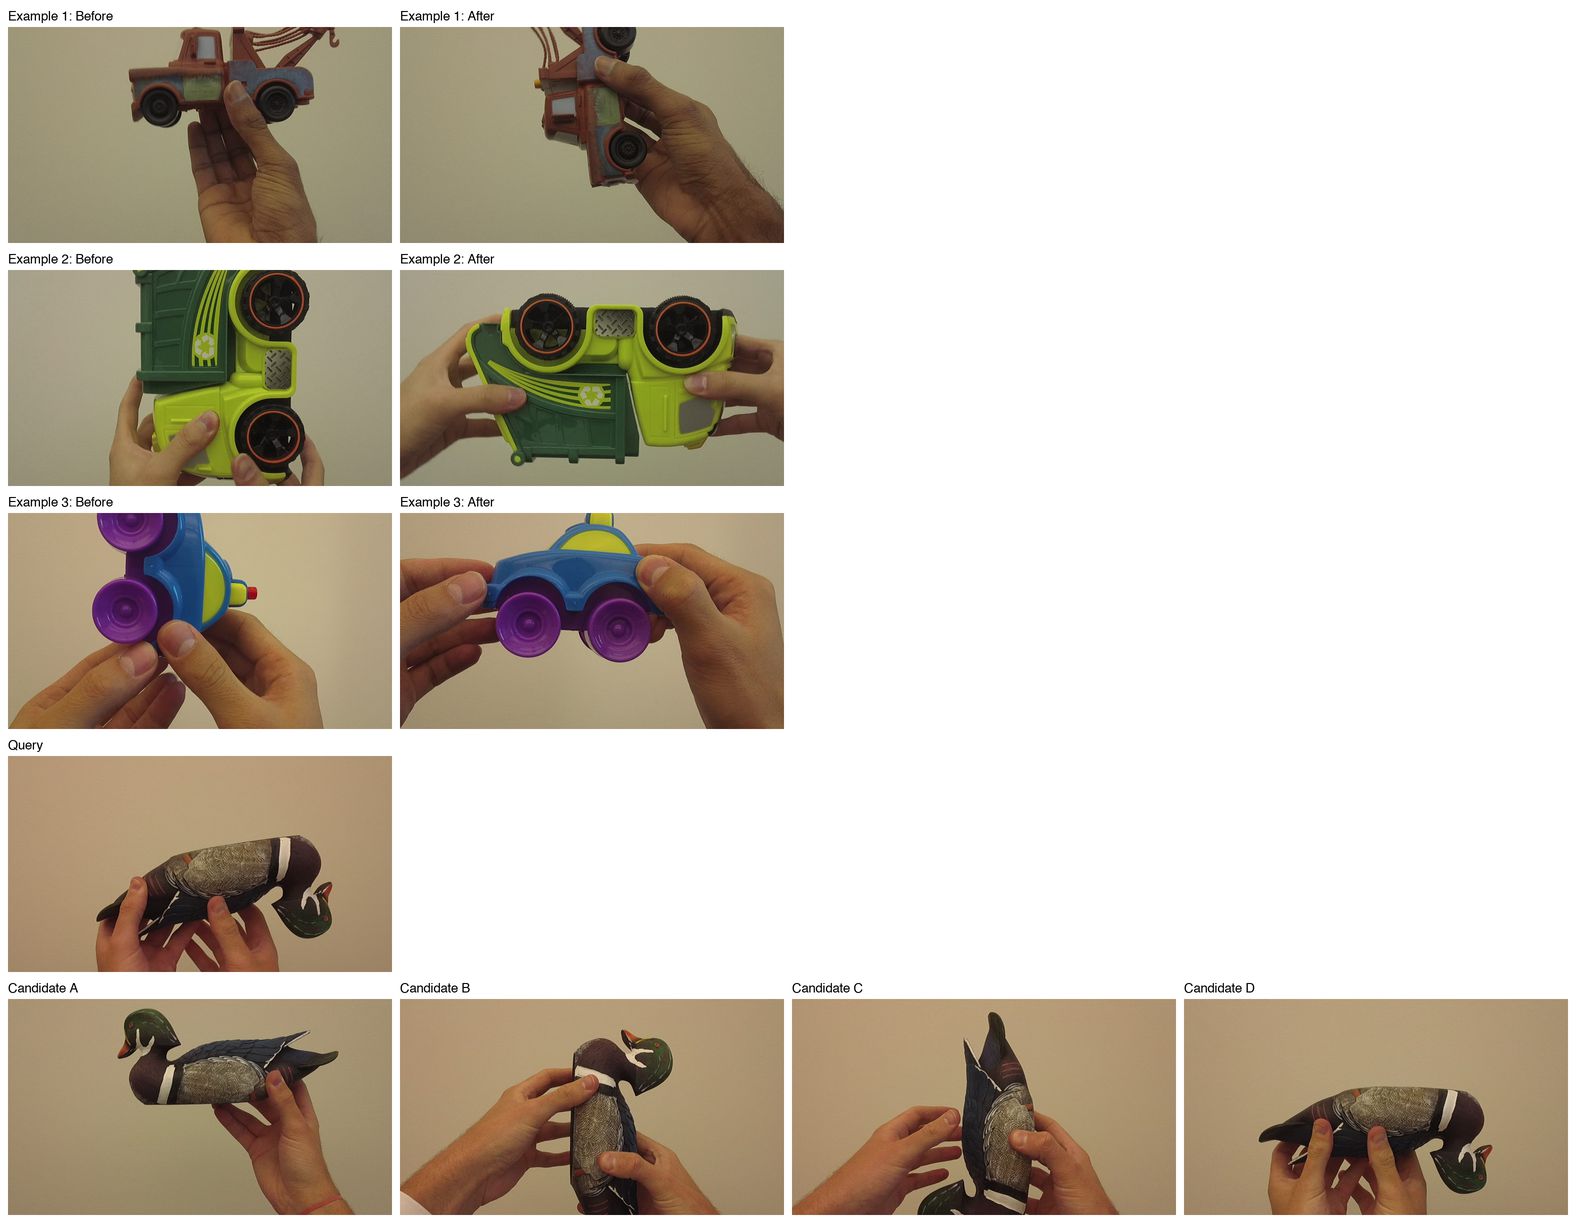 Example 1: Before
Example 1: After
Example 2: Before
Example 2: After
Example 3: Before
Example 3: After
Query
Candidate A
Candidate B
Candidate C
Candidate D